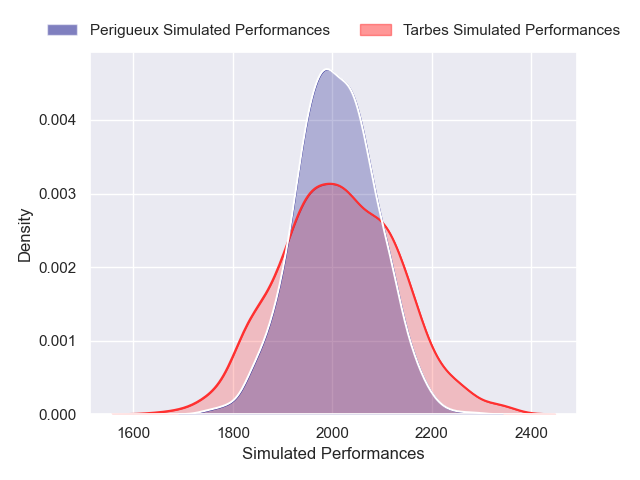 Perigueux Simulated Performances
Tarbes Simulated Performances
Density
0.004
0.003
0.002
0.001
0.000
1600
1800
2000
2200
2400
Simulated Performances